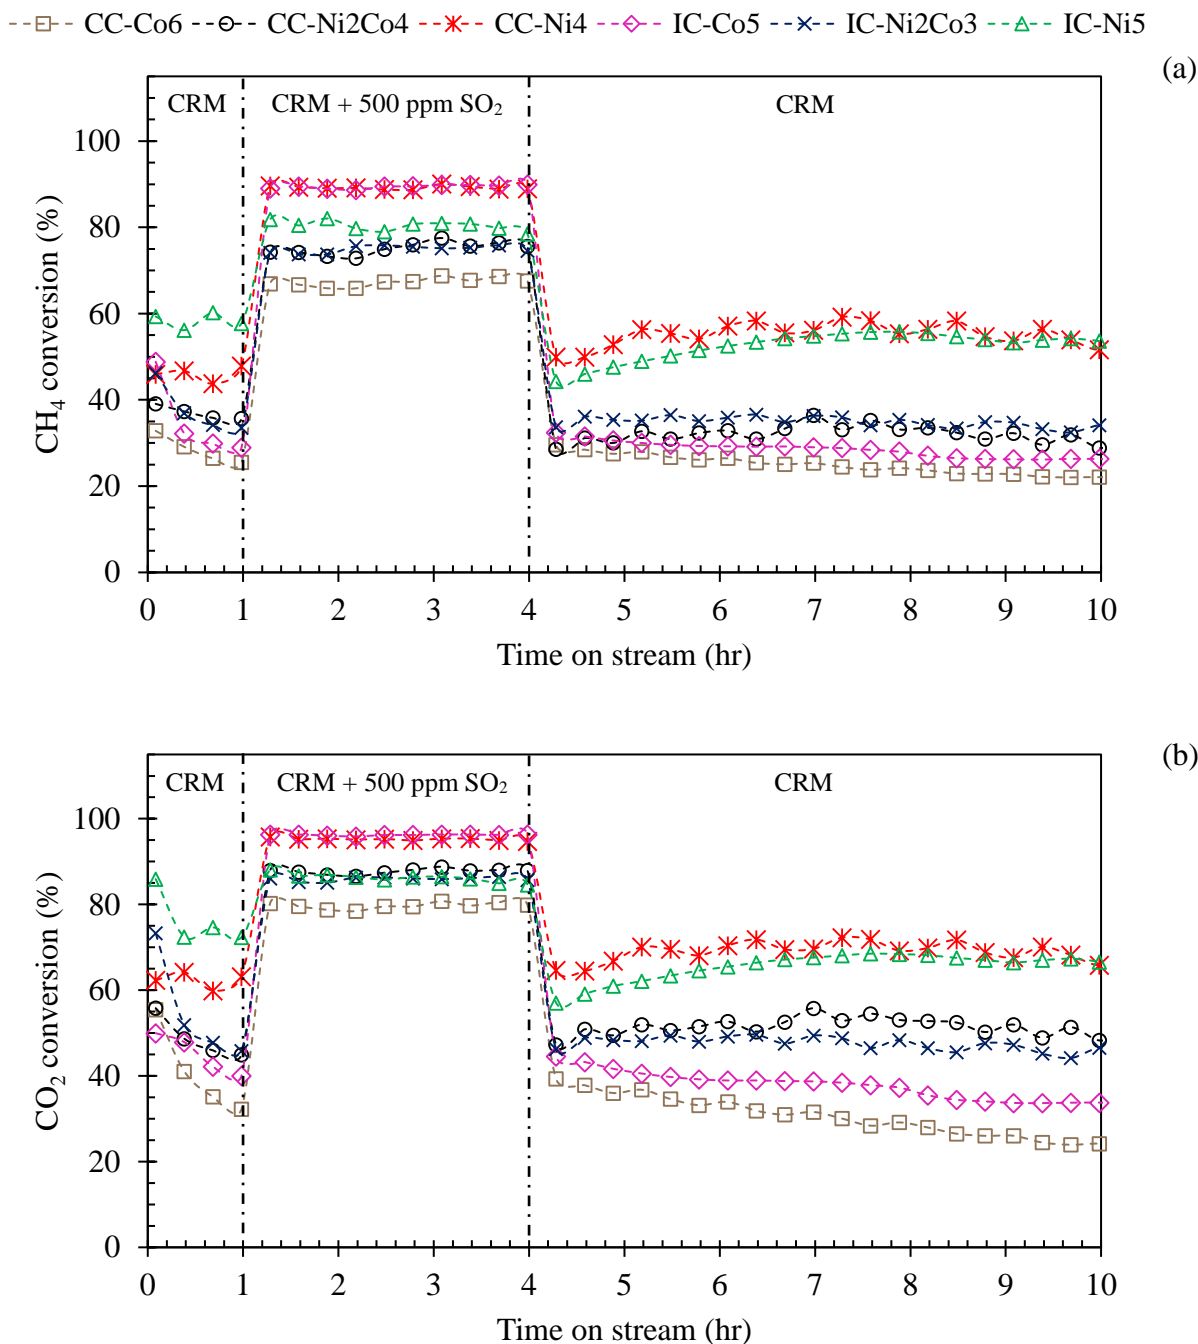 CC-Co6 CC-Ni2Co4 CC-Ni4 IC-Co5 IC-Ni2Co3 IC-Ni5
(a)
CRM CRM + 500 ppm SO₂ CRM
100
80
60
40
20
0
CH₄ conversion (%)
0 1 2 3 4 5 6 7 8 9 10
Time on stream (hr)
(b)
CRM CRM + 500 ppm SO₂ CRM
100
80
60
40
20
0
CO₂ conversion (%)
0 1 2 3 4 5 6 7 8 9 10
Time on stream (hr)